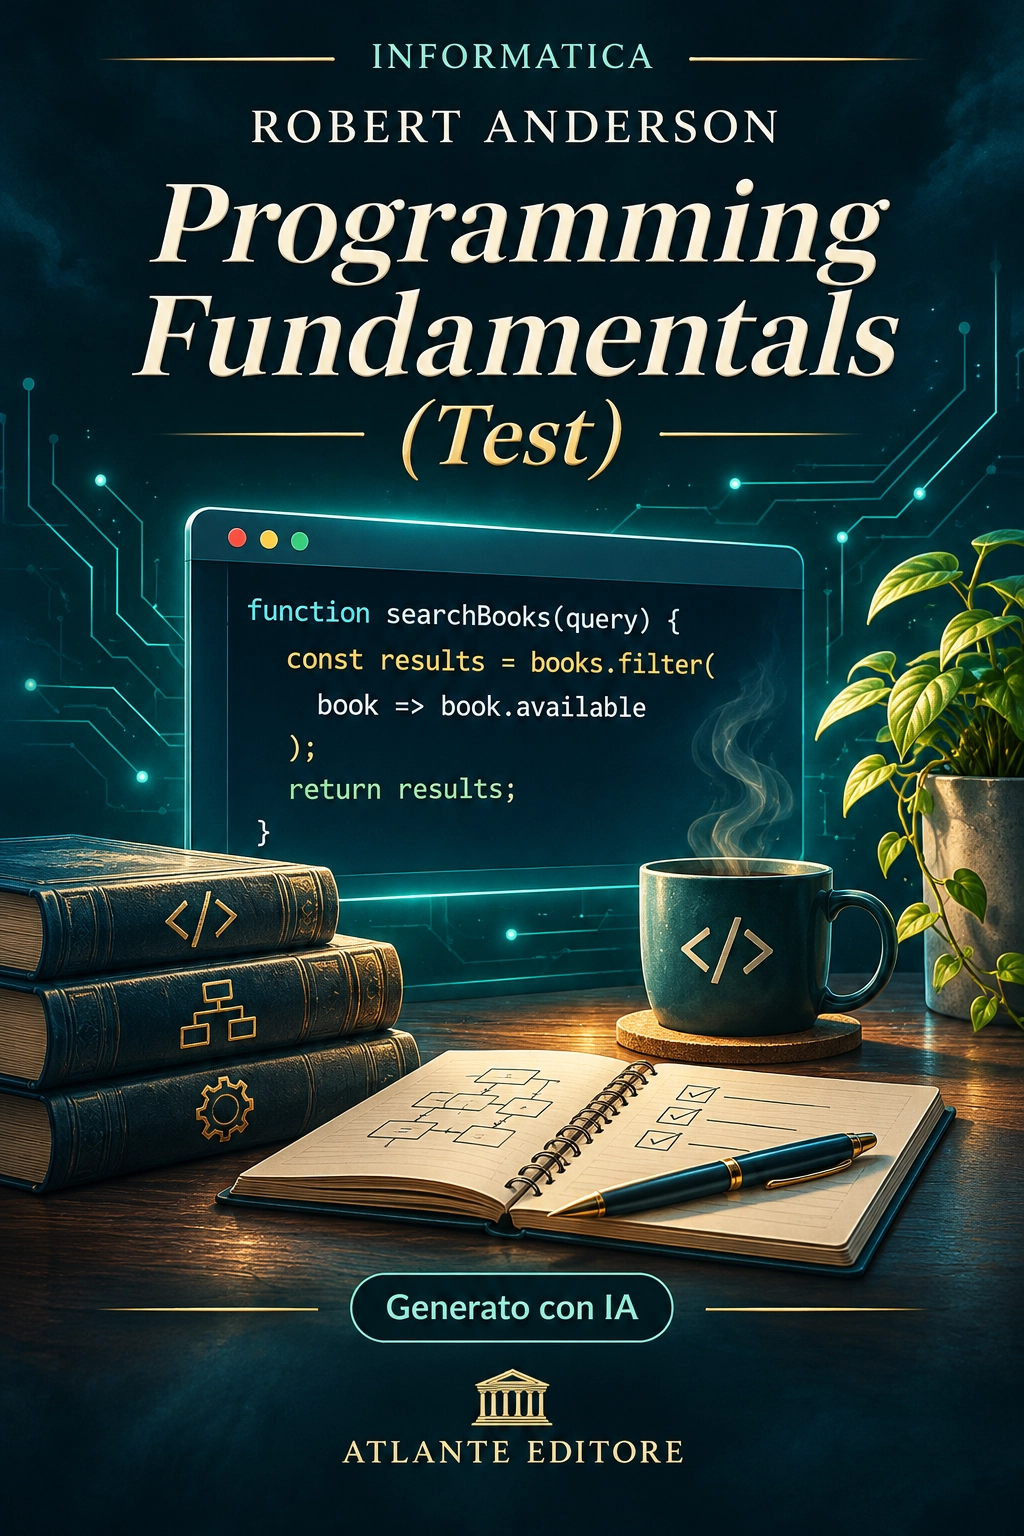 INFORMATICA
ROBERT ANDERSON
Programming
Fundamentals
(Test)
function searchBooks(query) {
const results = books.filter(
book => book.available
);
return results;
}
</>
</>
Generato con IA
ATLANTE EDITORE